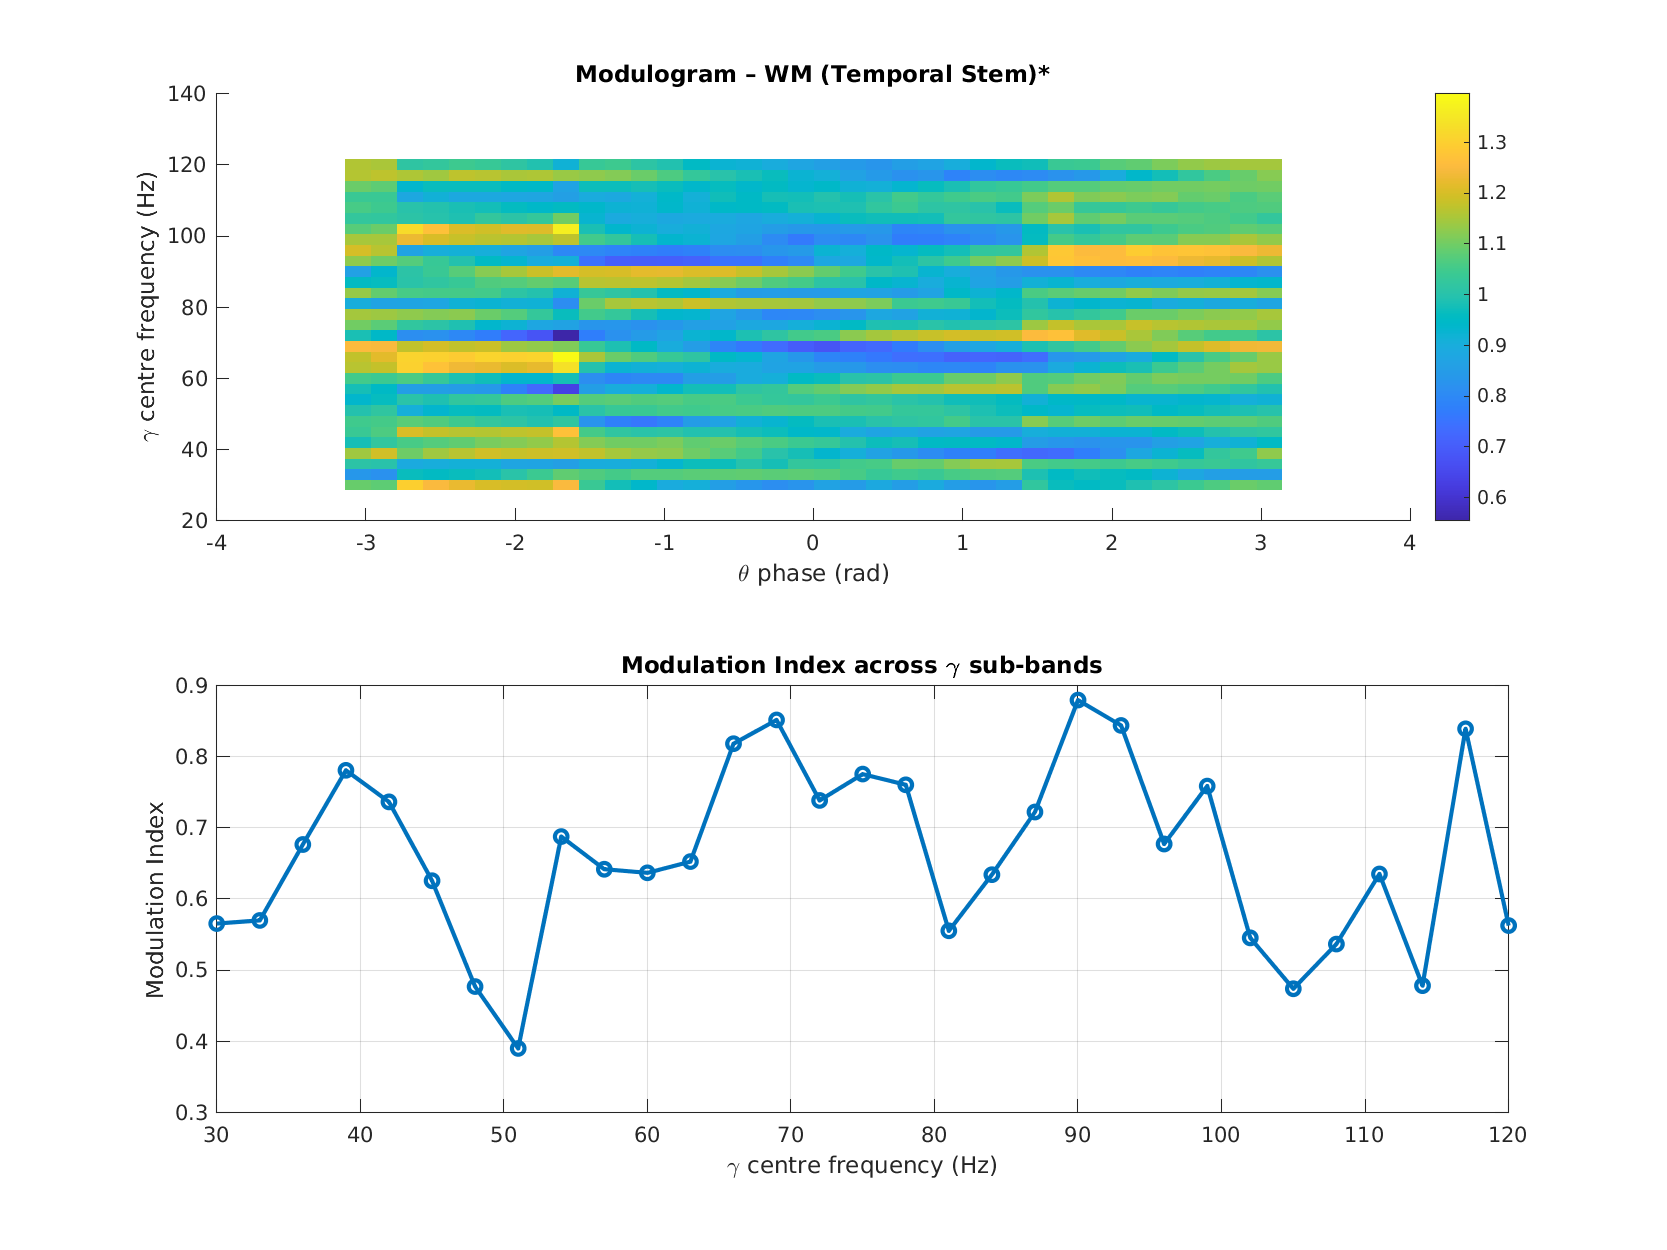 Modulogram – WM (Temporal Stem)*
γ centre frequency (Hz)
140
120
100
80
60
40
20
-4 -3 -2 -1 0 1 2 3 4
θ phase (rad)
1.3
1.2
1.1
1
0.9
0.8
0.7
0.6
Modulation Index across γ sub-bands
Modulation Index
0.9
0.8
0.7
0.6
0.5
0.4
0.3
30 40 50 60 70 80 90 100 110 120
γ centre frequency (Hz)